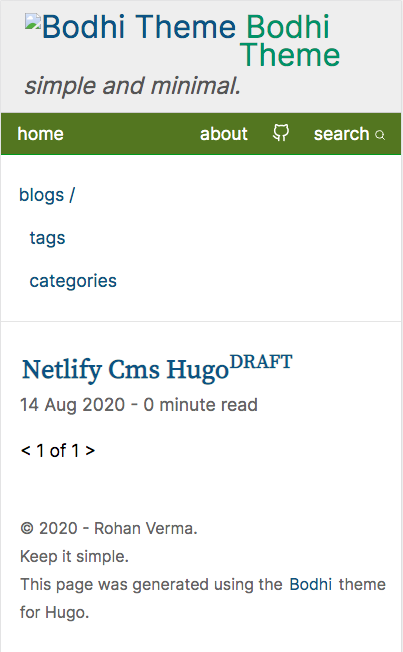 Bodhi Theme Bodhi
Theme
simple and minimal.
home about search
blogs /
tags
categories
Netlify Cms HugoDRAFT
14 Aug 2020 - 0 minute read
< 1 of 1 >
© 2020 - Rohan Verma.
Keep it simple.
This page was generated using the Bodhi theme
for Hugo.